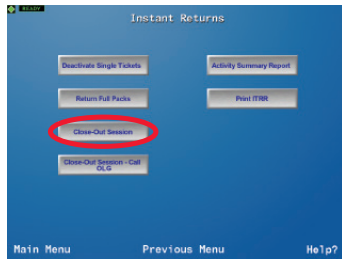 READY
Instant Returns
Deactivate Single Tickets
Activity Summary Report
Return Full Packs
Print ITRR
Close-Out Session
Close-Out Session - Call
OLG
Main Menu Previous Menu Help?